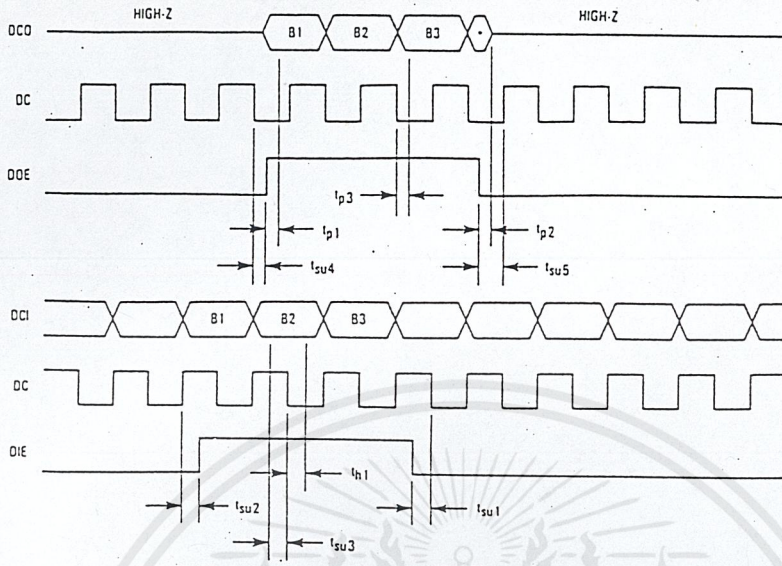 HIGH-Z HIGH-Z
DCO B1 B2 B3 *
DC
DOE
tp3
tp1 tp2
tsu4 tsu5
DCI B1 B2 B3
DC
DIE
th1
tsu2 tsu1
tsu3